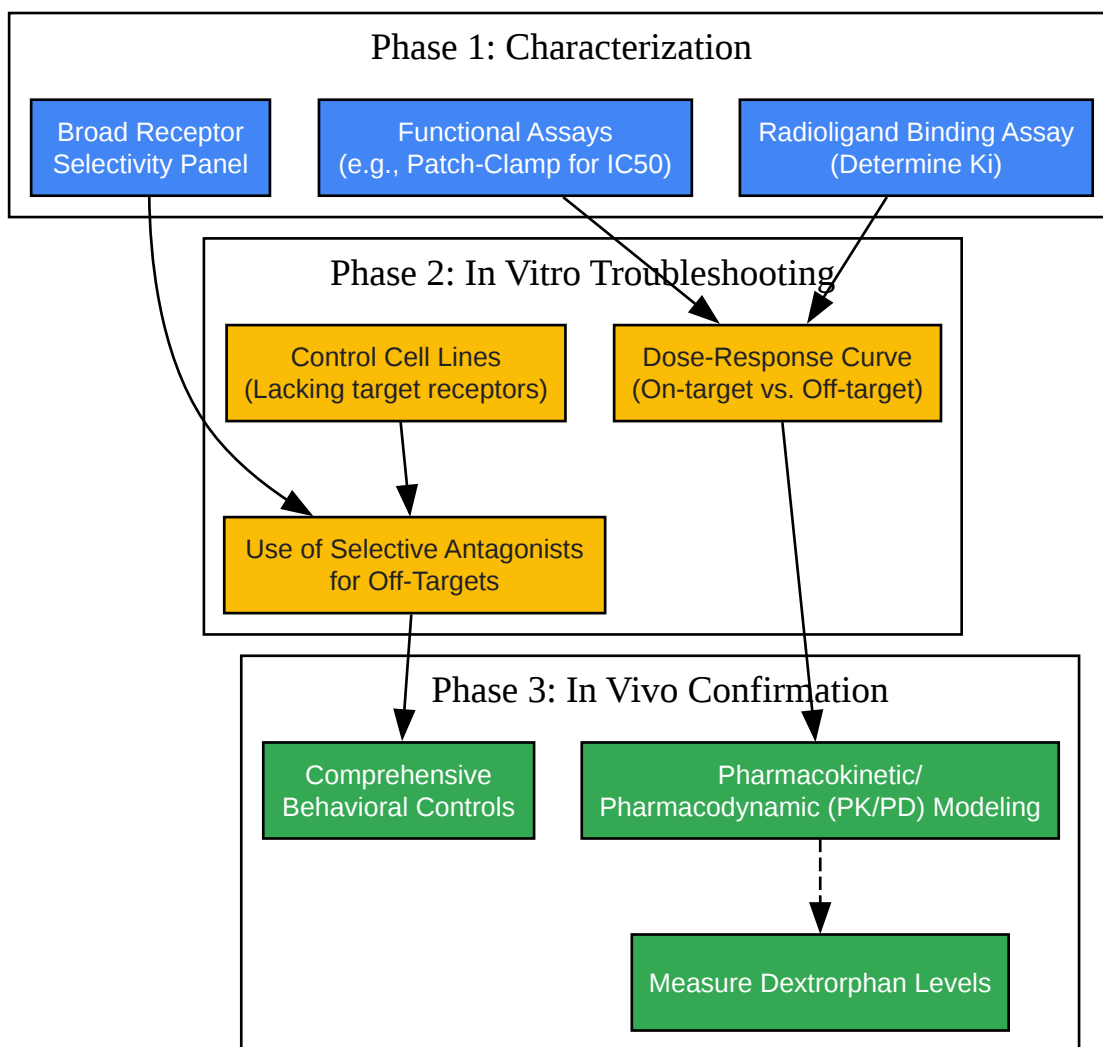 Phase 1: Characterization
Broad Receptor
Selectivity Panel
Functional Assays
(e.g., Patch-Clamp for IC50)
Radioligand Binding Assay
(Determine Ki)
Phase 2: In Vitro Troubleshooting
Control Cell Lines
(Lacking target receptors)
Dose-Response Curve
(On-target vs. Off-target)
Use of Selective Antagonists
for Off-Targets
Phase 3: In Vivo Confirmation
Comprehensive
Behavioral Controls
Pharmacokinetic/
Pharmacodynamic (PK/PD) Modeling
Measure Dextrorphan Levels